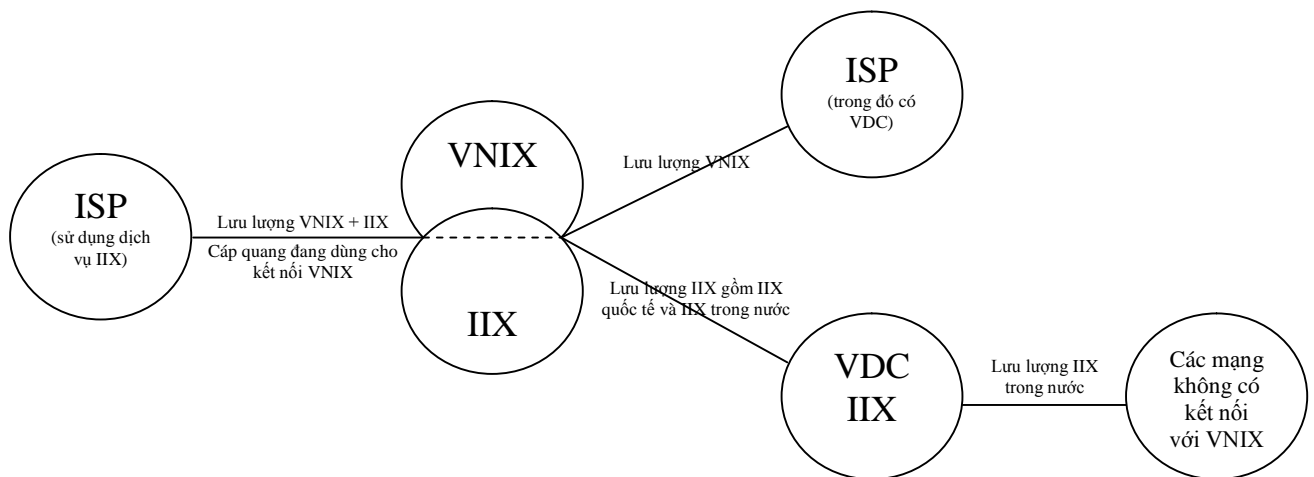 ISP
(sử dụng dịch
vụ IIX)
Lưu lượng VNIX + IIX
Cáp quang đang dùng cho
kết nối VNIX
VNIX
IIX
Lưu lượng VNIX
ISP
(trong đó có
VDC)
Lưu lượng IIX gồm IIX
quốc tế và IIX trong nước
VDC
IIX
Lưu lượng IIX
trong nước
Các mạng
không có
kết nối
với VNIX